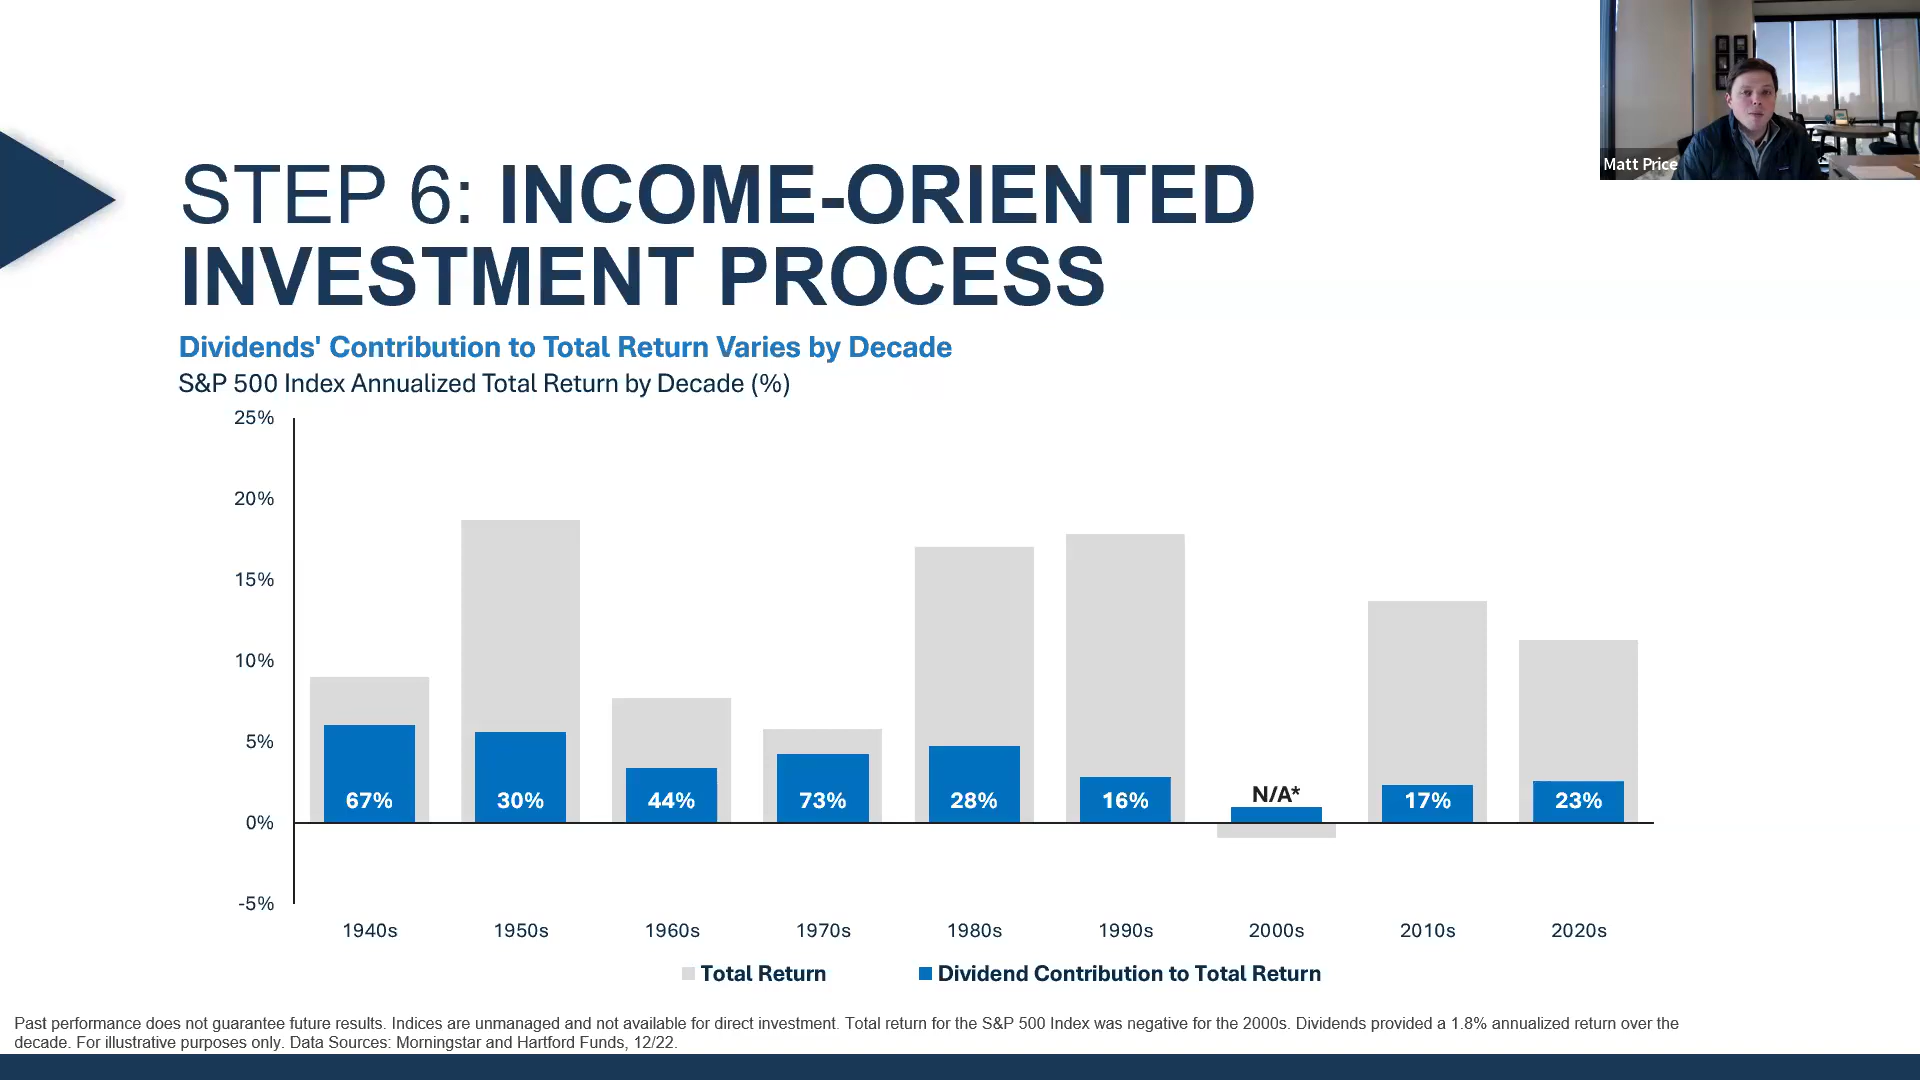 Matt Price
STEP 6: INCOME-ORIENTED
INVESTMENT PROCESS
Dividends' Contribution to Total Return Varies by Decade
S&P 500 Index Annualized Total Return by Decade (%)
25%
20%
15%
10%
5%
0%
-5%
67%
30%
44%
73%
28%
16%
N/A*
17%
23%
1940s
1950s
1960s
1970s
1980s
1990s
2000s
2010s
2020s
Total Return
Dividend Contribution to Total Return
Past performance does not guarantee future results. Indices are unmanaged and not available for direct investment. Total return for the S&P 500 Index was negative for the 2000s. Dividends provided a 1.8% annualized return over the
decade. For illustrative purposes only. Data Sources: Morningstar and Hartford Funds, 12/22.